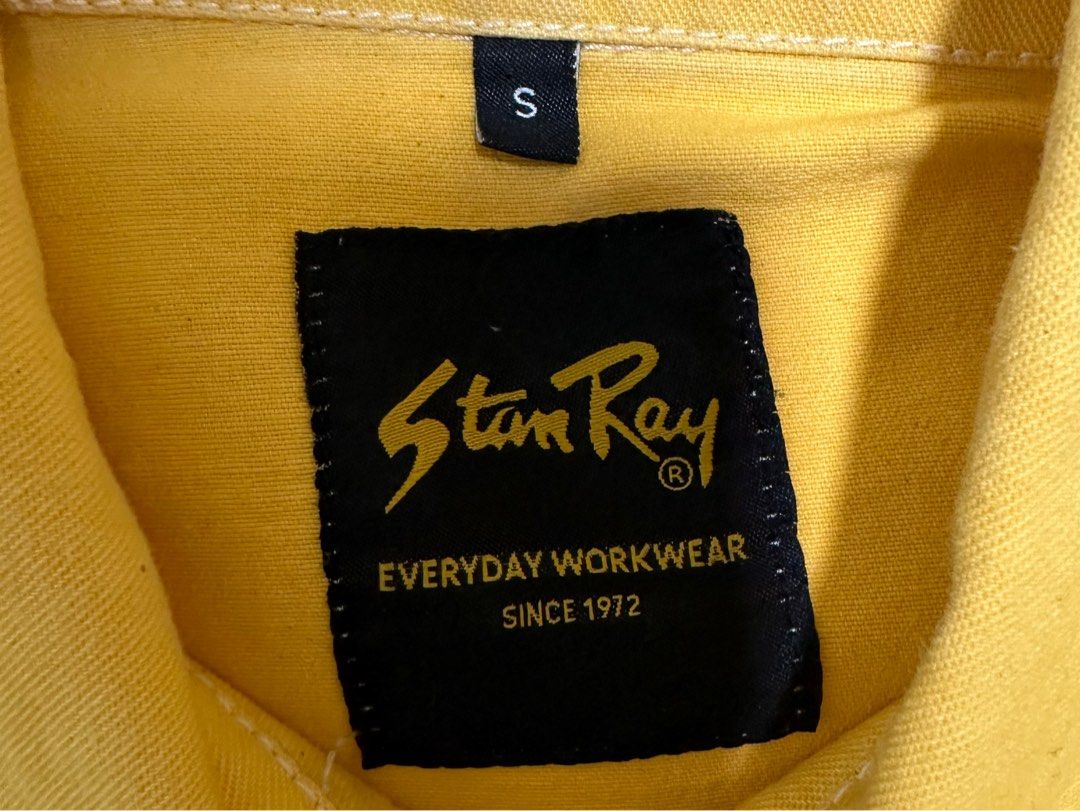 S
Stan Ray
®
EVERYDAY WORKWEAR
SINCE 1972